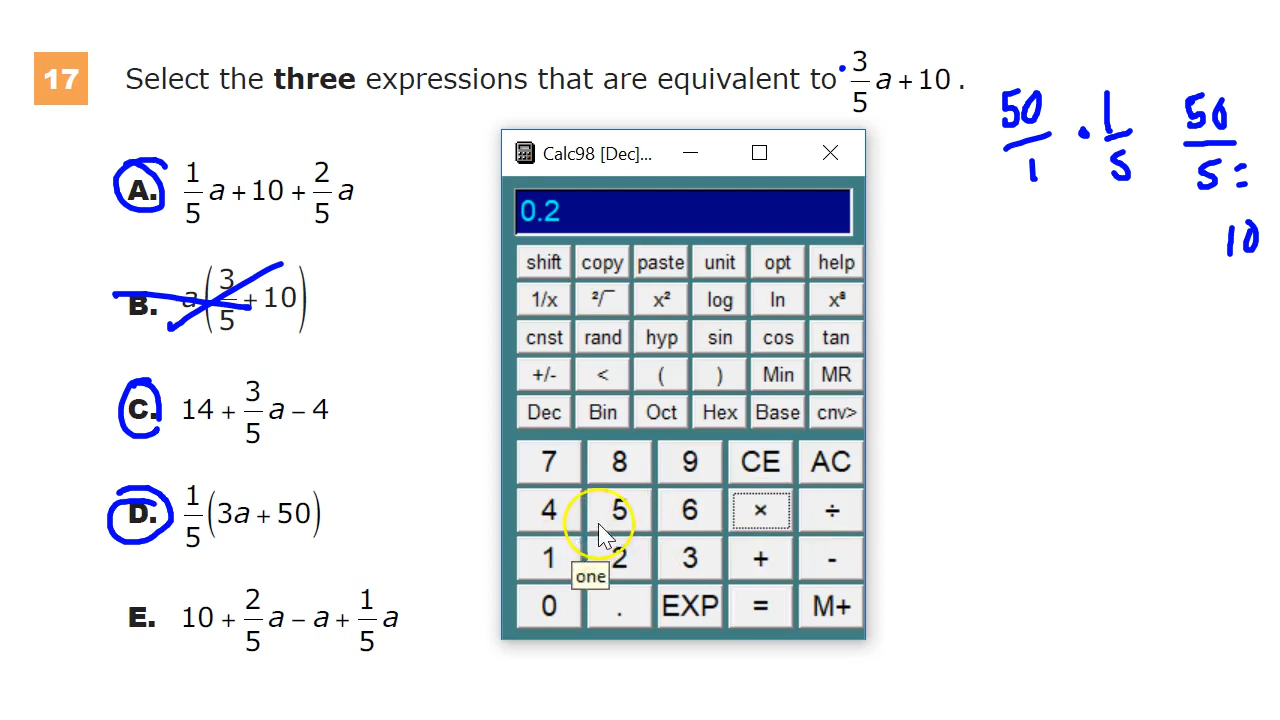 17 Select the three expressions that are equivalent to 3/5 a + 10 .
50/1 · 1/5 50/5 =
10
A. 1/5 a + 10 + 2/5 a
B. a(3/5 + 10)
C. 14 + 3/5 a − 4
D. 1/5 (3a + 50)
E. 10 + 2/5 a − a + 1/5 a
Calc98 [Dec]...
0.2
shift copy paste unit opt help
1/x ²√ x² log ln xª
cnst rand hyp sin cos tan
+/- < ( ) Min MR
Dec Bin Oct Hex Base cnv>
7 8 9 CE AC
4 5 6 × ÷
1 2 3 + -
one
0 . EXP = M+